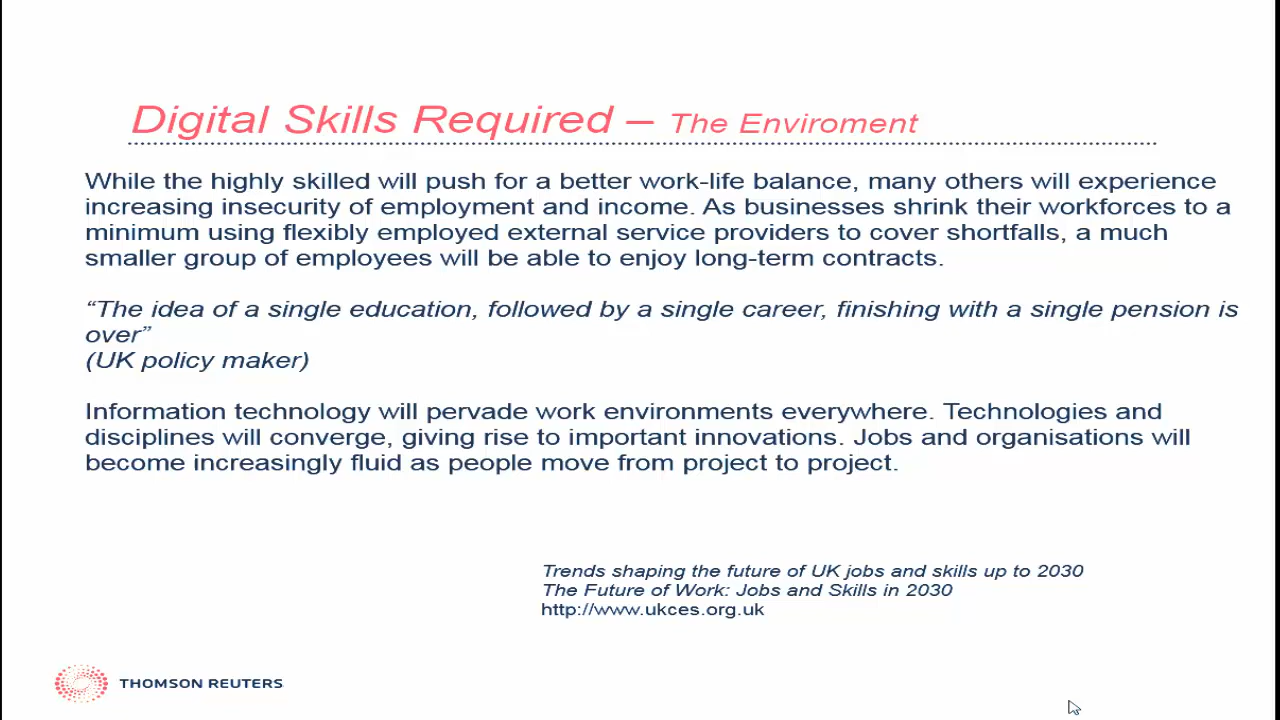 Digital Skills Required – The Enviroment
While the highly skilled will push for a better work-life balance, many others will experience
increasing insecurity of employment and income. As businesses shrink their workforces to a
minimum using flexibly employed external service providers to cover shortfalls, a much
smaller group of employees will be able to enjoy long-term contracts.
“The idea of a single education, followed by a single career, finishing with a single pension is
over”
(UK policy maker)
Information technology will pervade work environments everywhere. Technologies and
disciplines will converge, giving rise to important innovations. Jobs and organisations will
become increasingly fluid as people move from project to project.
Trends shaping the future of UK jobs and skills up to 2030
The Future of Work: Jobs and Skills in 2030
http://www.ukces.org.uk
THOMSON REUTERS